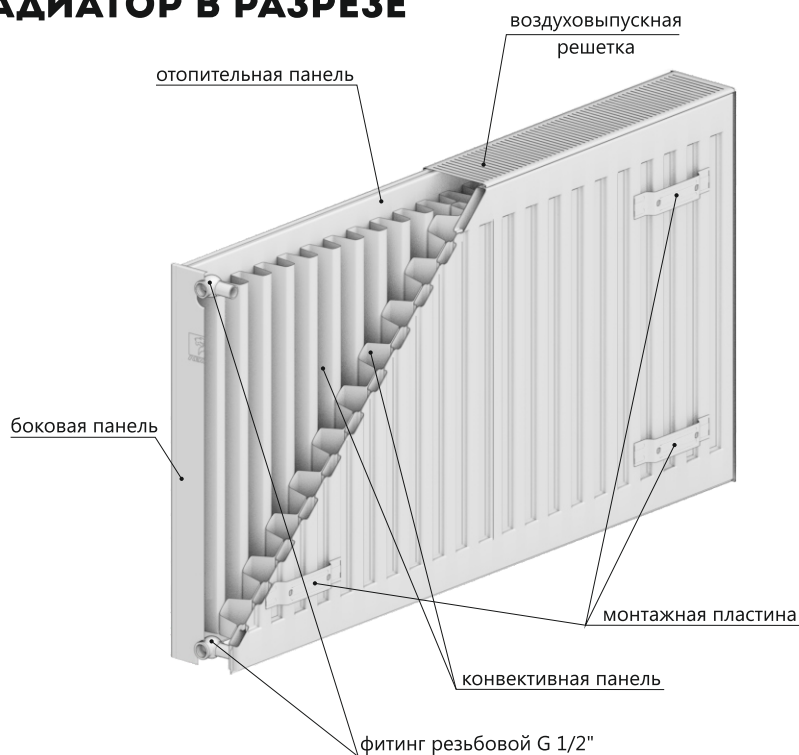 АДИАТОР В РАЗРЕЗЕ
воздуховыпускная
решетка
отопительная панель
боковая панель
монтажная пластина
конвективная панель
фитинг резьбовой G 1/2"